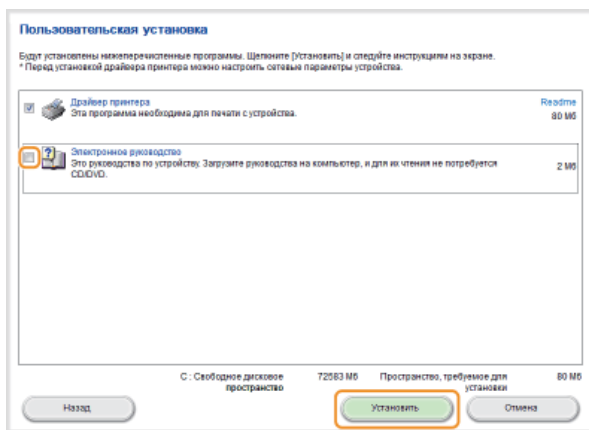 Пользовательская установка
Будут установлены нижеперечисленные программы. Щелкните [Установить] и следуйте инструкциям на экране.
* Перед установкой драйвера принтера можно настроить сетевые параметры устройства.
Драйвер принтера
Readme
Эта программа необходима для печати с устройства.
80 Мб
Электронное руководство
Это руководства по устройству. Загрузите руководства на компьютер, и для их чтения не потребуется
CD/DVD.
2 Мб
C : Свободное дисковое
пространство
72583 Мб
Пространство, требуемое для
установки
80 Мб
Назад
Установить
Отмена